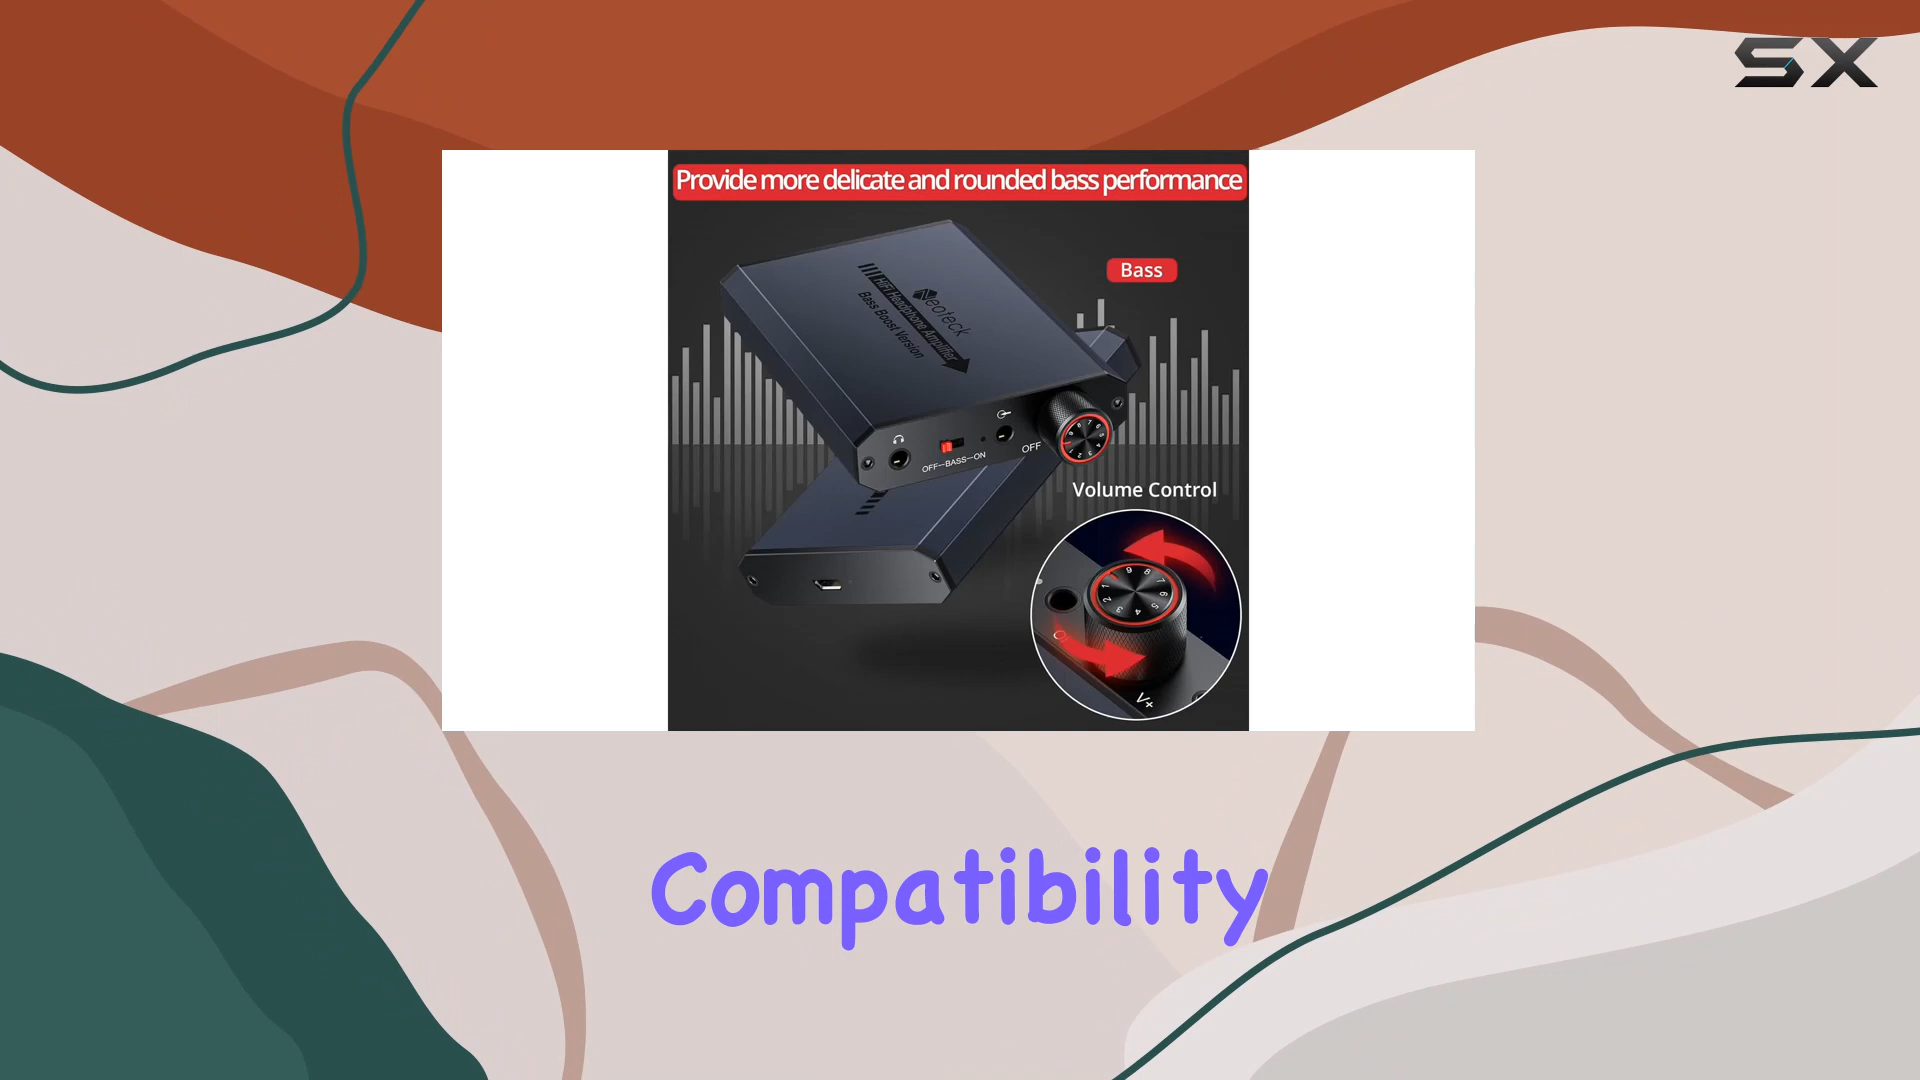 SX
Provide more delicate and rounded bass performance
Bass
Neoteck
HiFi Headphone Amplifier
Bass Boost Version
OFF-BASS-ON
OFF
Volume Control
V+
Compatibility